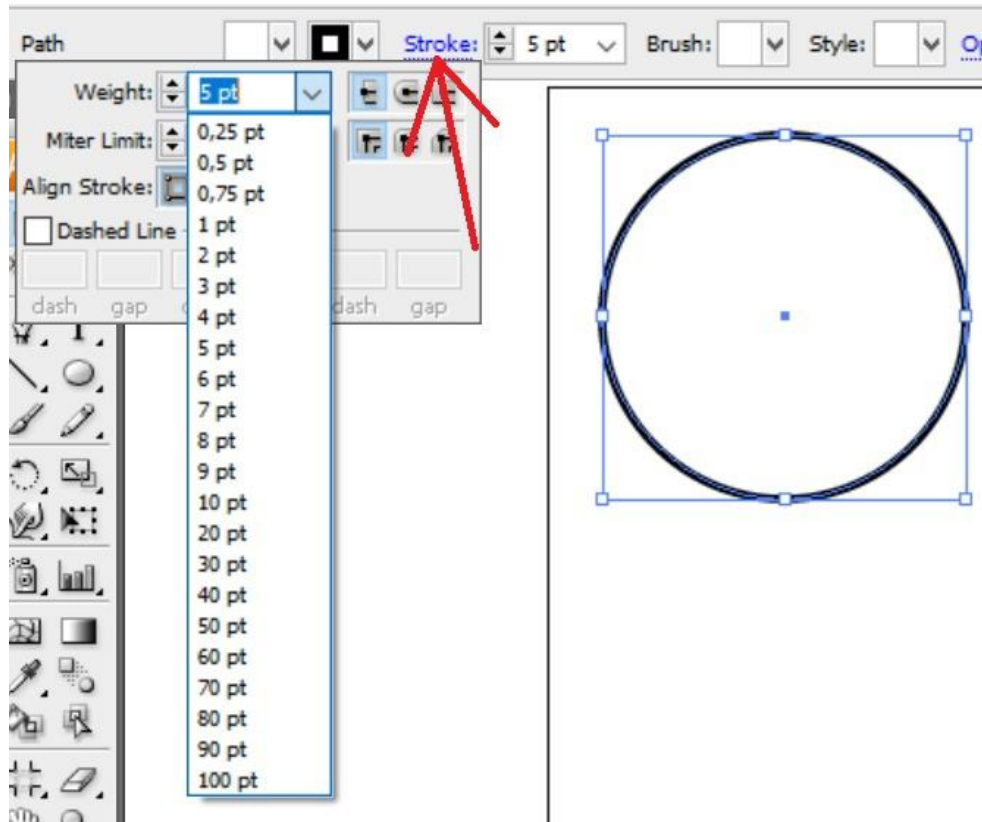 Path Stroke: 5 pt Brush: Style: Op
Weight: 5 pt
Miter Limit:
Align Stroke:
Dashed Line
dash gap dash gap
0,25 pt
0,5 pt
0,75 pt
1 pt
2 pt
3 pt
4 pt
5 pt
6 pt
7 pt
8 pt
9 pt
10 pt
20 pt
30 pt
40 pt
50 pt
60 pt
70 pt
80 pt
90 pt
100 pt